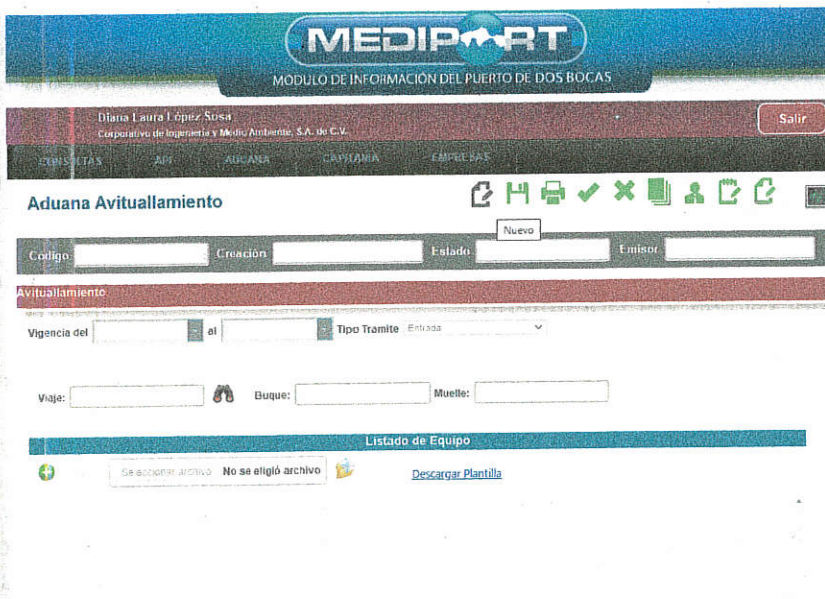 MEDIPORT
MODULO DE INFORMACIÓN DEL PUERTO DE DOS BOCAS
Diana Laura López Sosa
Corporativo de Ingeniería y Medio Ambiente, S.A. de C.V.
Salir
CONSULTAS API ADUANA CAPITANIA EMPRESAS
Aduana Avituallamiento
Nuevo
Codigo Creación Estado Emisor
Avituallamiento
Vigencia del al Tipo Tramite Entrada
Viaje: Buque: Muelle:
Listado de Equipo
Seleccionar archivo No se eligió archivo Descargar Plantilla